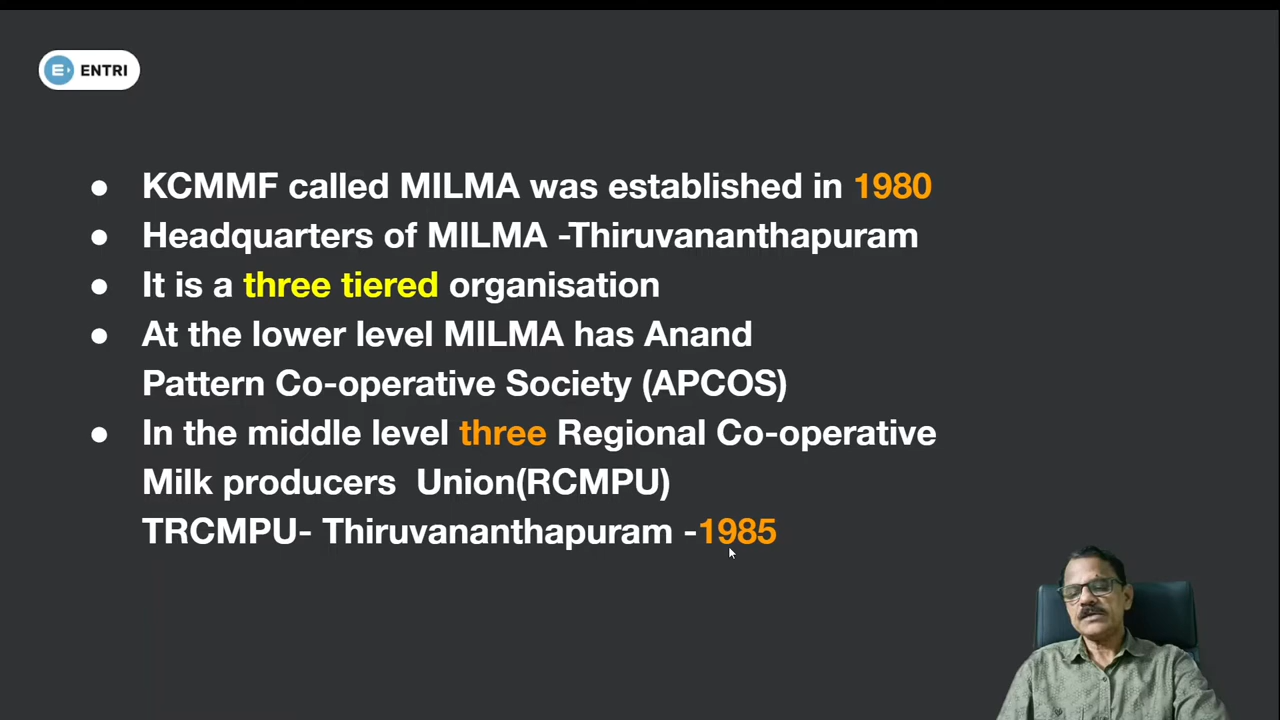 ENTRI
● KCMMF called MILMA was established in 1980
● Headquarters of MILMA -Thiruvananthapuram
● It is a three tiered organisation
● At the lower level MILMA has Anand
Pattern Co-operative Society (APCOS)
● In the middle level three Regional Co-operative
Milk producers  Union(RCMPU)
TRCMPU- Thiruvananthapuram -1985